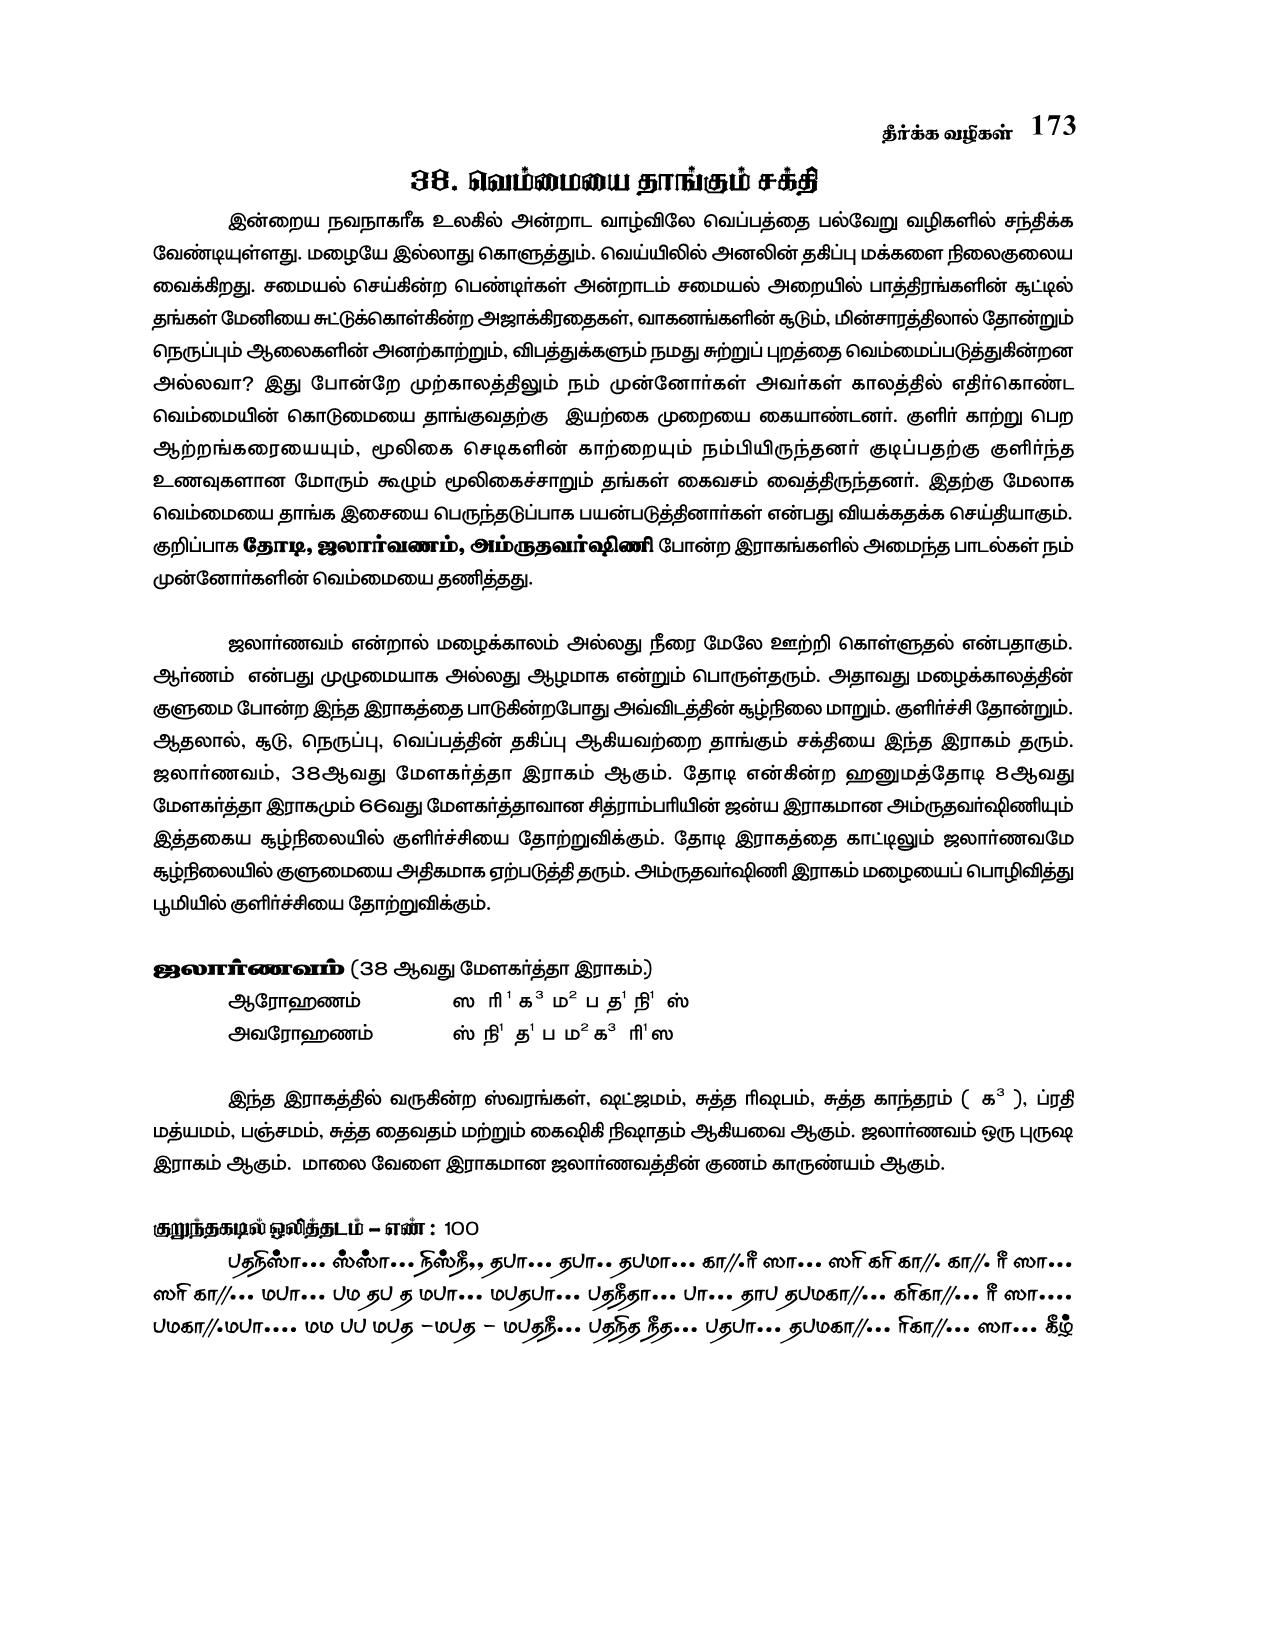 தீர்க்க வழிகள் 173
38. வெம்மையை தாங்கும் சக்தி
இன்றைய நவநாகரீக உலகில் அன்றாட வாழ்விலே வெப்பத்தை பல்வேறு வழிகளில் சந்திக்க
வேண்டியுள்ளது. மழையே இல்லாது கொளுத்தும். வெய்யிலில் அனலின் தகிப்பு மக்களை நிலைகுலைய
வைக்கிறது. சமையல் செய்கின்ற பெண்டிர்கள் அன்றாடம் சமையல் அறையில் பாத்திரங்களின் சூட்டில்
தங்கள் மேனியை சுட்டுக்கொள்கின்ற அஜாக்கிரதைகள், வாகனங்களின் சூடும், மின்சாரத்திலால் தோன்றும்
நெருப்பும் ஆலைகளின் அனற்காற்றும், விபத்துக்களும் நமது சுற்றுப் புறத்தை வெம்மைப்படுத்துகின்றன
அல்லவா? இது போன்றே முற்காலத்திலும் நம் முன்னோர்கள் அவர்கள் காலத்தில் எதிர்கொண்ட
வெம்மையின் கொடுமையை தாங்குவதற்கு இயற்கை முறையை கையாண்டனர். குளிர் காற்று பெற
ஆற்றங்கரையையும், மூலிகை செடிகளின் காற்றையும் நம்பியிருந்தனர் குடிப்பதற்கு குளிர்ந்த
உணவுகளான மோரும் கூழும் மூலிகைச்சாறும் தங்கள் கைவசம் வைத்திருந்தனர். இதற்கு மேலாக
வெம்மையை தாங்க இசையை பெருந்தடுப்பாக பயன்படுத்தினார்கள் என்பது வியக்கதக்க செய்தியாகும்.
குறிப்பாக தோடி, ஜலார்வணம், அம்ருதவர்ஷிணி போன்ற இராகங்களில் அமைந்த பாடல்கள் நம்
முன்னோர்களின் வெம்மையை தணித்தது.
ஜலார்ணவம் என்றால் மழைக்காலம் அல்லது நீரை மேலே ஊற்றி கொள்ளுதல் என்பதாகும்.
ஆர்ணம் என்பது முழுமையாக அல்லது ஆழமாக என்றும் பொருள்தரும். அதாவது மழைக்காலத்தின்
குளுமை போன்ற இந்த இராகத்தை பாடுகின்றபோது அவ்விடத்தின் சூழ்நிலை மாறும். குளிர்ச்சி தோன்றும்.
ஆதலால், சூடு, நெருப்பு, வெப்பத்தின் தகிப்பு ஆகியவற்றை தாங்கும் சக்தியை இந்த இராகம் தரும்.
ஜலார்ணவம், 38ஆவது மேளகர்த்தா இராகம் ஆகும். தோடி என்கின்ற ஹனுமத்தோடி 8ஆவது
மேளகர்த்தா இராகமும் 66வது மேளகர்த்தாவான சித்ராம்பரியின் ஜன்ய இராகமான அம்ருதவர்ஷிணியும்
இத்தகைய சூழ்நிலையில் குளிர்ச்சியை தோற்றுவிக்கும். தோடி இராகத்தை காட்டிலும் ஜலார்ணவமே
சூழ்நிலையில் குளுமையை அதிகமாக ஏற்படுத்தி தரும். அம்ருதவர்ஷிணி இராகம் மழையைப் பொழிவித்து
பூமியில் குளிர்ச்சியை தோற்றுவிக்கும்.
ஜலார்ணவம் (38 ஆவது மேளகர்த்தா இராகம்.)
ஆரோஹணம் ஸ ரி¹ க³ ம² ப த¹ நி¹ ஸ்
அவரோஹணம் ஸ் நி¹ த¹ ப ம² க³ ரி¹ ஸ
இந்த இராகத்தில் வருகின்ற ஸ்வரங்கள், ஷட்ஜமம், சுத்த ரிஷபம், சுத்த காந்தரம் ( க³ ), ப்ரதி
மத்யமம், பஞ்சமம், சுத்த தைவதம் மற்றும் கைஷிகி நிஷாதம் ஆகியவை ஆகும். ஜலார்ணவம் ஒரு புருஷ
இராகம் ஆகும். மாலை வேளை இராகமான ஜலார்ணவத்தின் குணம் காருண்யம் ஆகும்.
குறுந்தகடில் ஒலித்தடம் – எண் : 100
பதநிஸ்ா... ஸ்ஸ்ா... நிஸ்நீ,, தபா... தபா.. தபமா... கா//.ரீ ஸா... ஸரி கரி கா//. கா//. ரீ ஸா...
ஸரி கா//... மபா... பம தப த மபா... மபதபா... பதநீதா... பா... தாப தபமகா//... கரிகா//... ரீ ஸா....
பமகா//.மபா.... மம பப மபத –மபத – மபதநீ... பதநித நீத... பதபா... தபமகா//... ரிகா//... ஸா... கீழ்